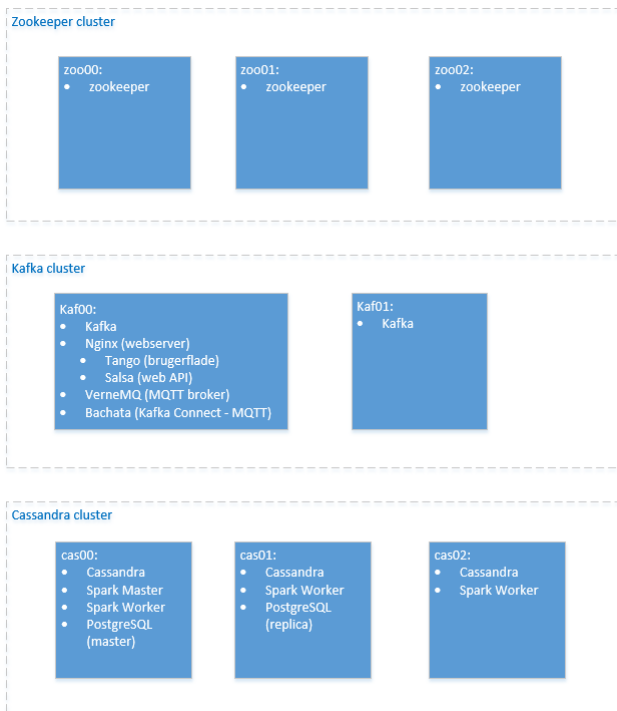 Zookeeper cluster
zoo00:
• zookeeper
zoo01:
• zookeeper
zoo02:
• zookeeper
Kafka cluster
Kaf00:
• Kafka
• Nginx (webserver)
• Tango (brugerflade)
• Salsa (web API)
• VerneMQ (MQTT broker)
• Bachata (Kafka Connect - MQTT)
Kaf01:
• Kafka
Cassandra cluster
cas00:
• Cassandra
• Spark Master
• Spark Worker
• PostgreSQL
(master)
cas01:
• Cassandra
• Spark Worker
• PostgreSQL
(replica)
cas02:
• Cassandra
• Spark Worker